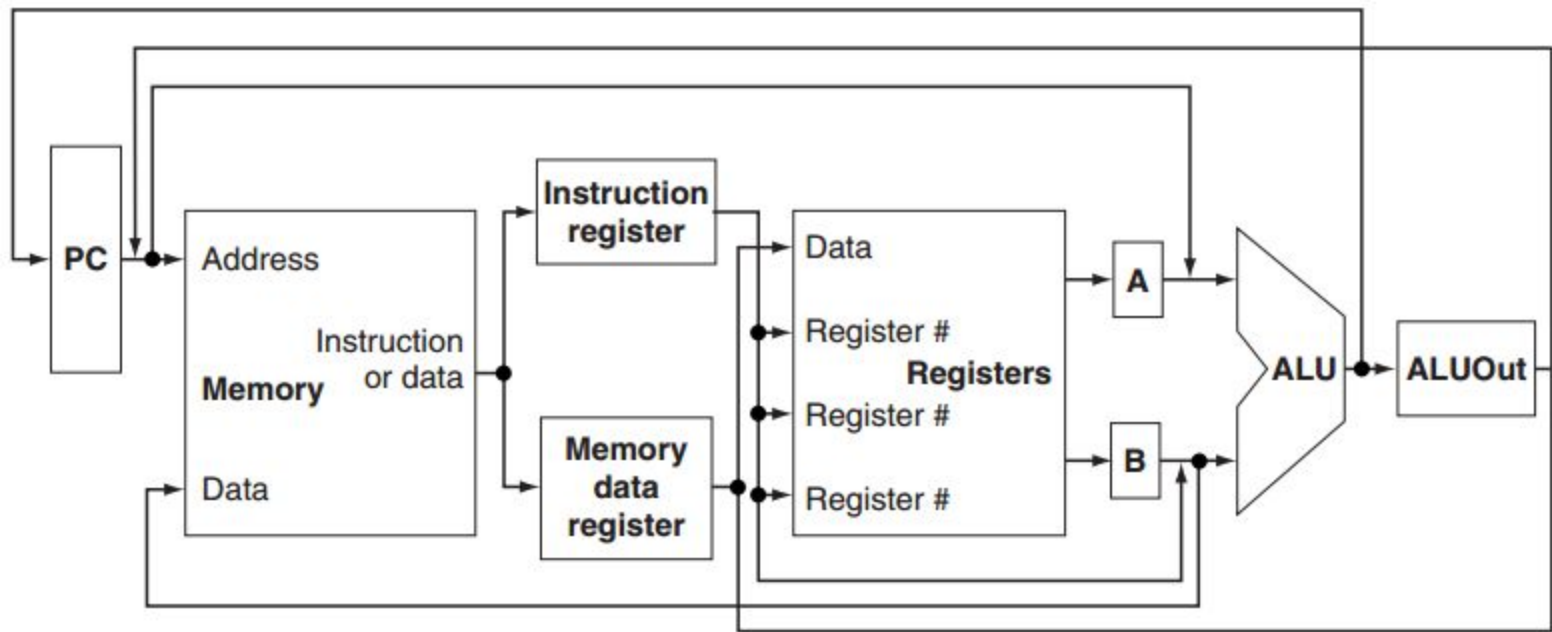 PC
Address
Instruction
or data
Memory
Data
Instruction
register
Memory
data
register
Data
Register #
Registers
Register #
Register #
A
B
ALU
ALUOut